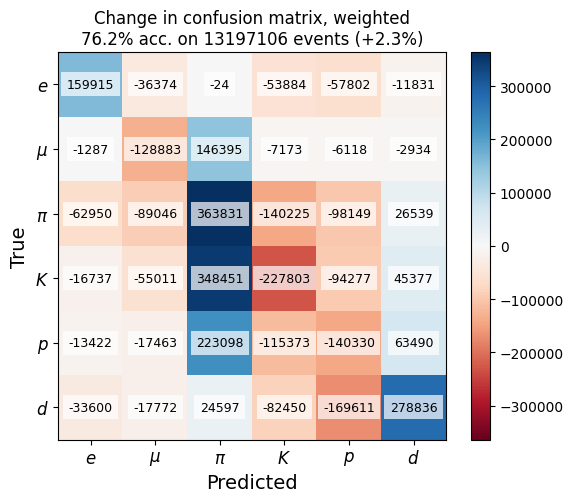 Change in confusion matrix, weighted
76.2% acc. on 13197106 events (+2.3%)
e 159915 -36374 -24 -53884 -57802 -11831
μ -1287 -128883 146395 -7173 -6118 -2934
π -62950 -89046 363831 -140225 -98149 26539
K -16737 -55011 348451 -227803 -94277 45377
p -13422 -17463 223098 -115373 -140330 63490
d -33600 -17772 24597 -82450 -169611 278836
e μ π K p d
Predicted
True
300000
200000
100000
0
−100000
−200000
−300000